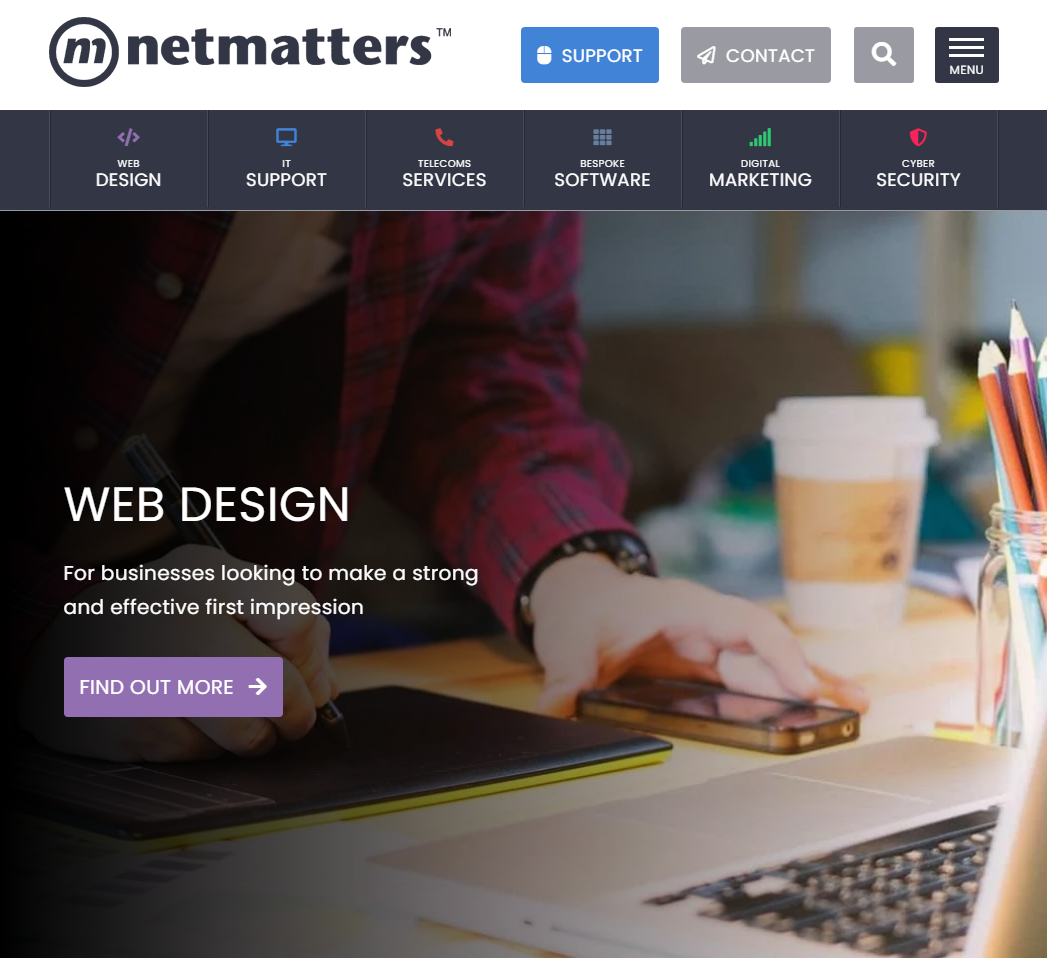 m netmatters™
SUPPORT
CONTACT
MENU
WEB
DESIGN
IT
SUPPORT
TELECOMS
SERVICES
BESPOKE
SOFTWARE
DIGITAL
MARKETING
CYBER
SECURITY
WEB DESIGN
For businesses looking to make a strong
and effective first impression
FIND OUT MORE